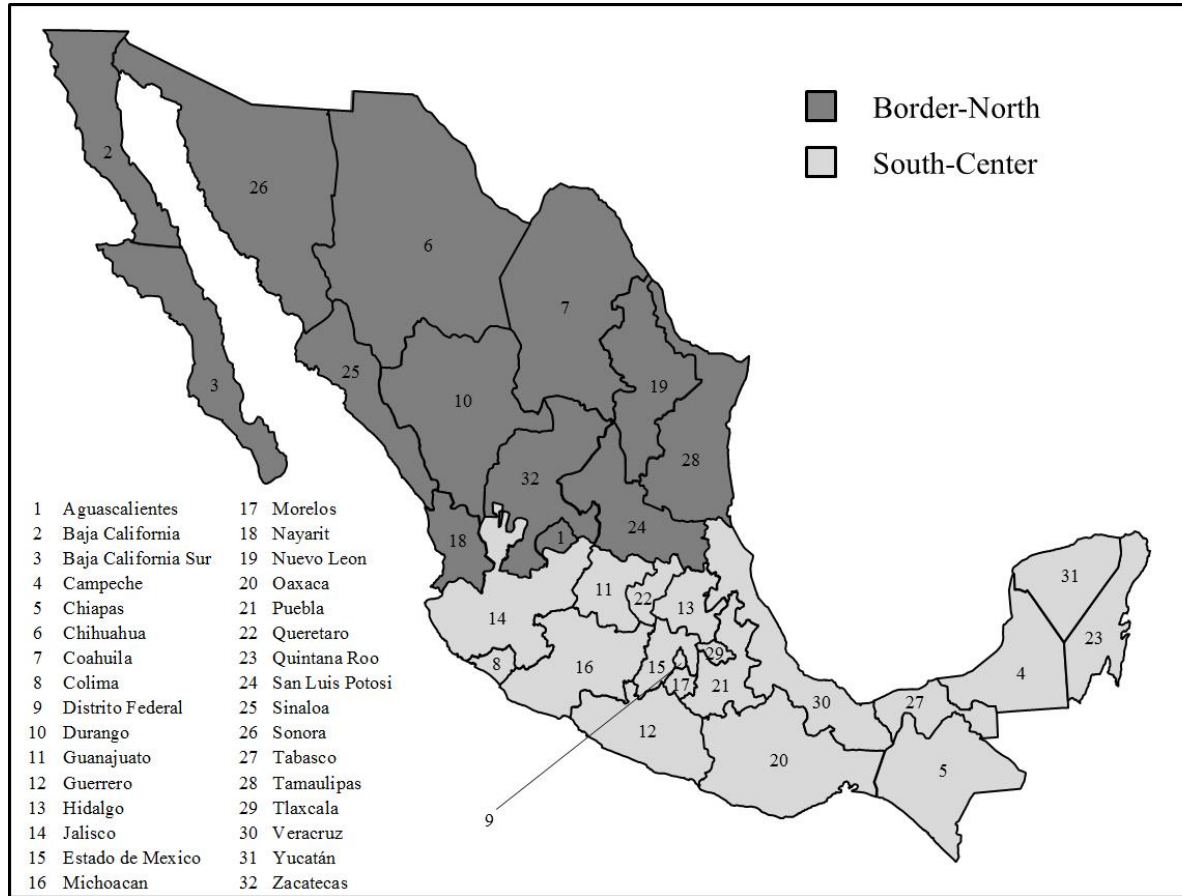 Border-North
South-Center
2
26
6
7
3
25
10
19
28
32
24
18
1
14
11
22
13
8
16
15
29
17
21
12
30
20
27
4
31
23
5
9
1 Aguascalientes 17 Morelos
2 Baja California 18 Nayarit
3 Baja California Sur 19 Nuevo Leon
4 Campeche 20 Oaxaca
5 Chiapas 21 Puebla
6 Chihuahua 22 Queretaro
7 Coahuila 23 Quintana Roo
8 Colima 24 San Luis Potosi
9 Distrito Federal 25 Sinaloa
10 Durango 26 Sonora
11 Guanajuato 27 Tabasco
12 Guerrero 28 Tamaulipas
13 Hidalgo 29 Tlaxcala
14 Jalisco 30 Veracruz
15 Estado de Mexico 31 Yucatán
16 Michoacan 32 Zacatecas